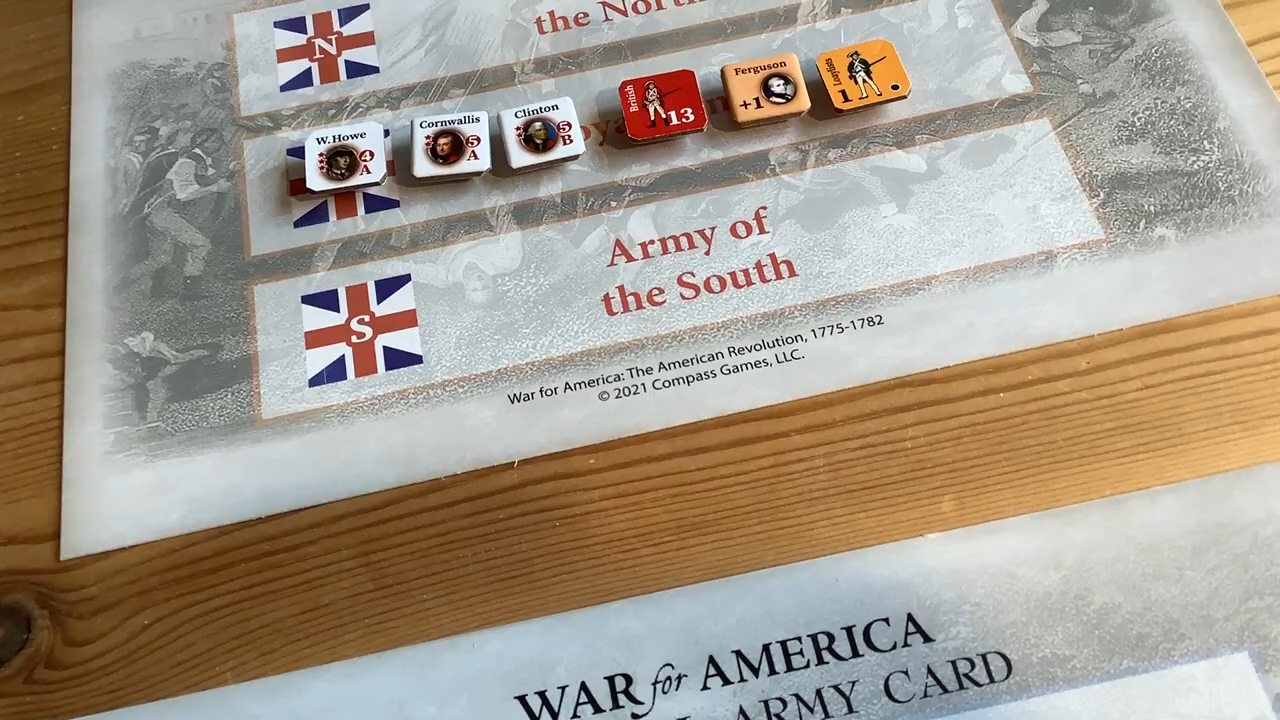 N
the North
W.Howe
4
A
Cornwallis
5
A
Clinton
5
B
British
13
Ferguson
+1
Loyalists
1
Army of
the South
S
War for America: The American Revolution, 1775-1782
© 2021 Compass Games, LLC.
WAR for AMERICA
ARMY CARD